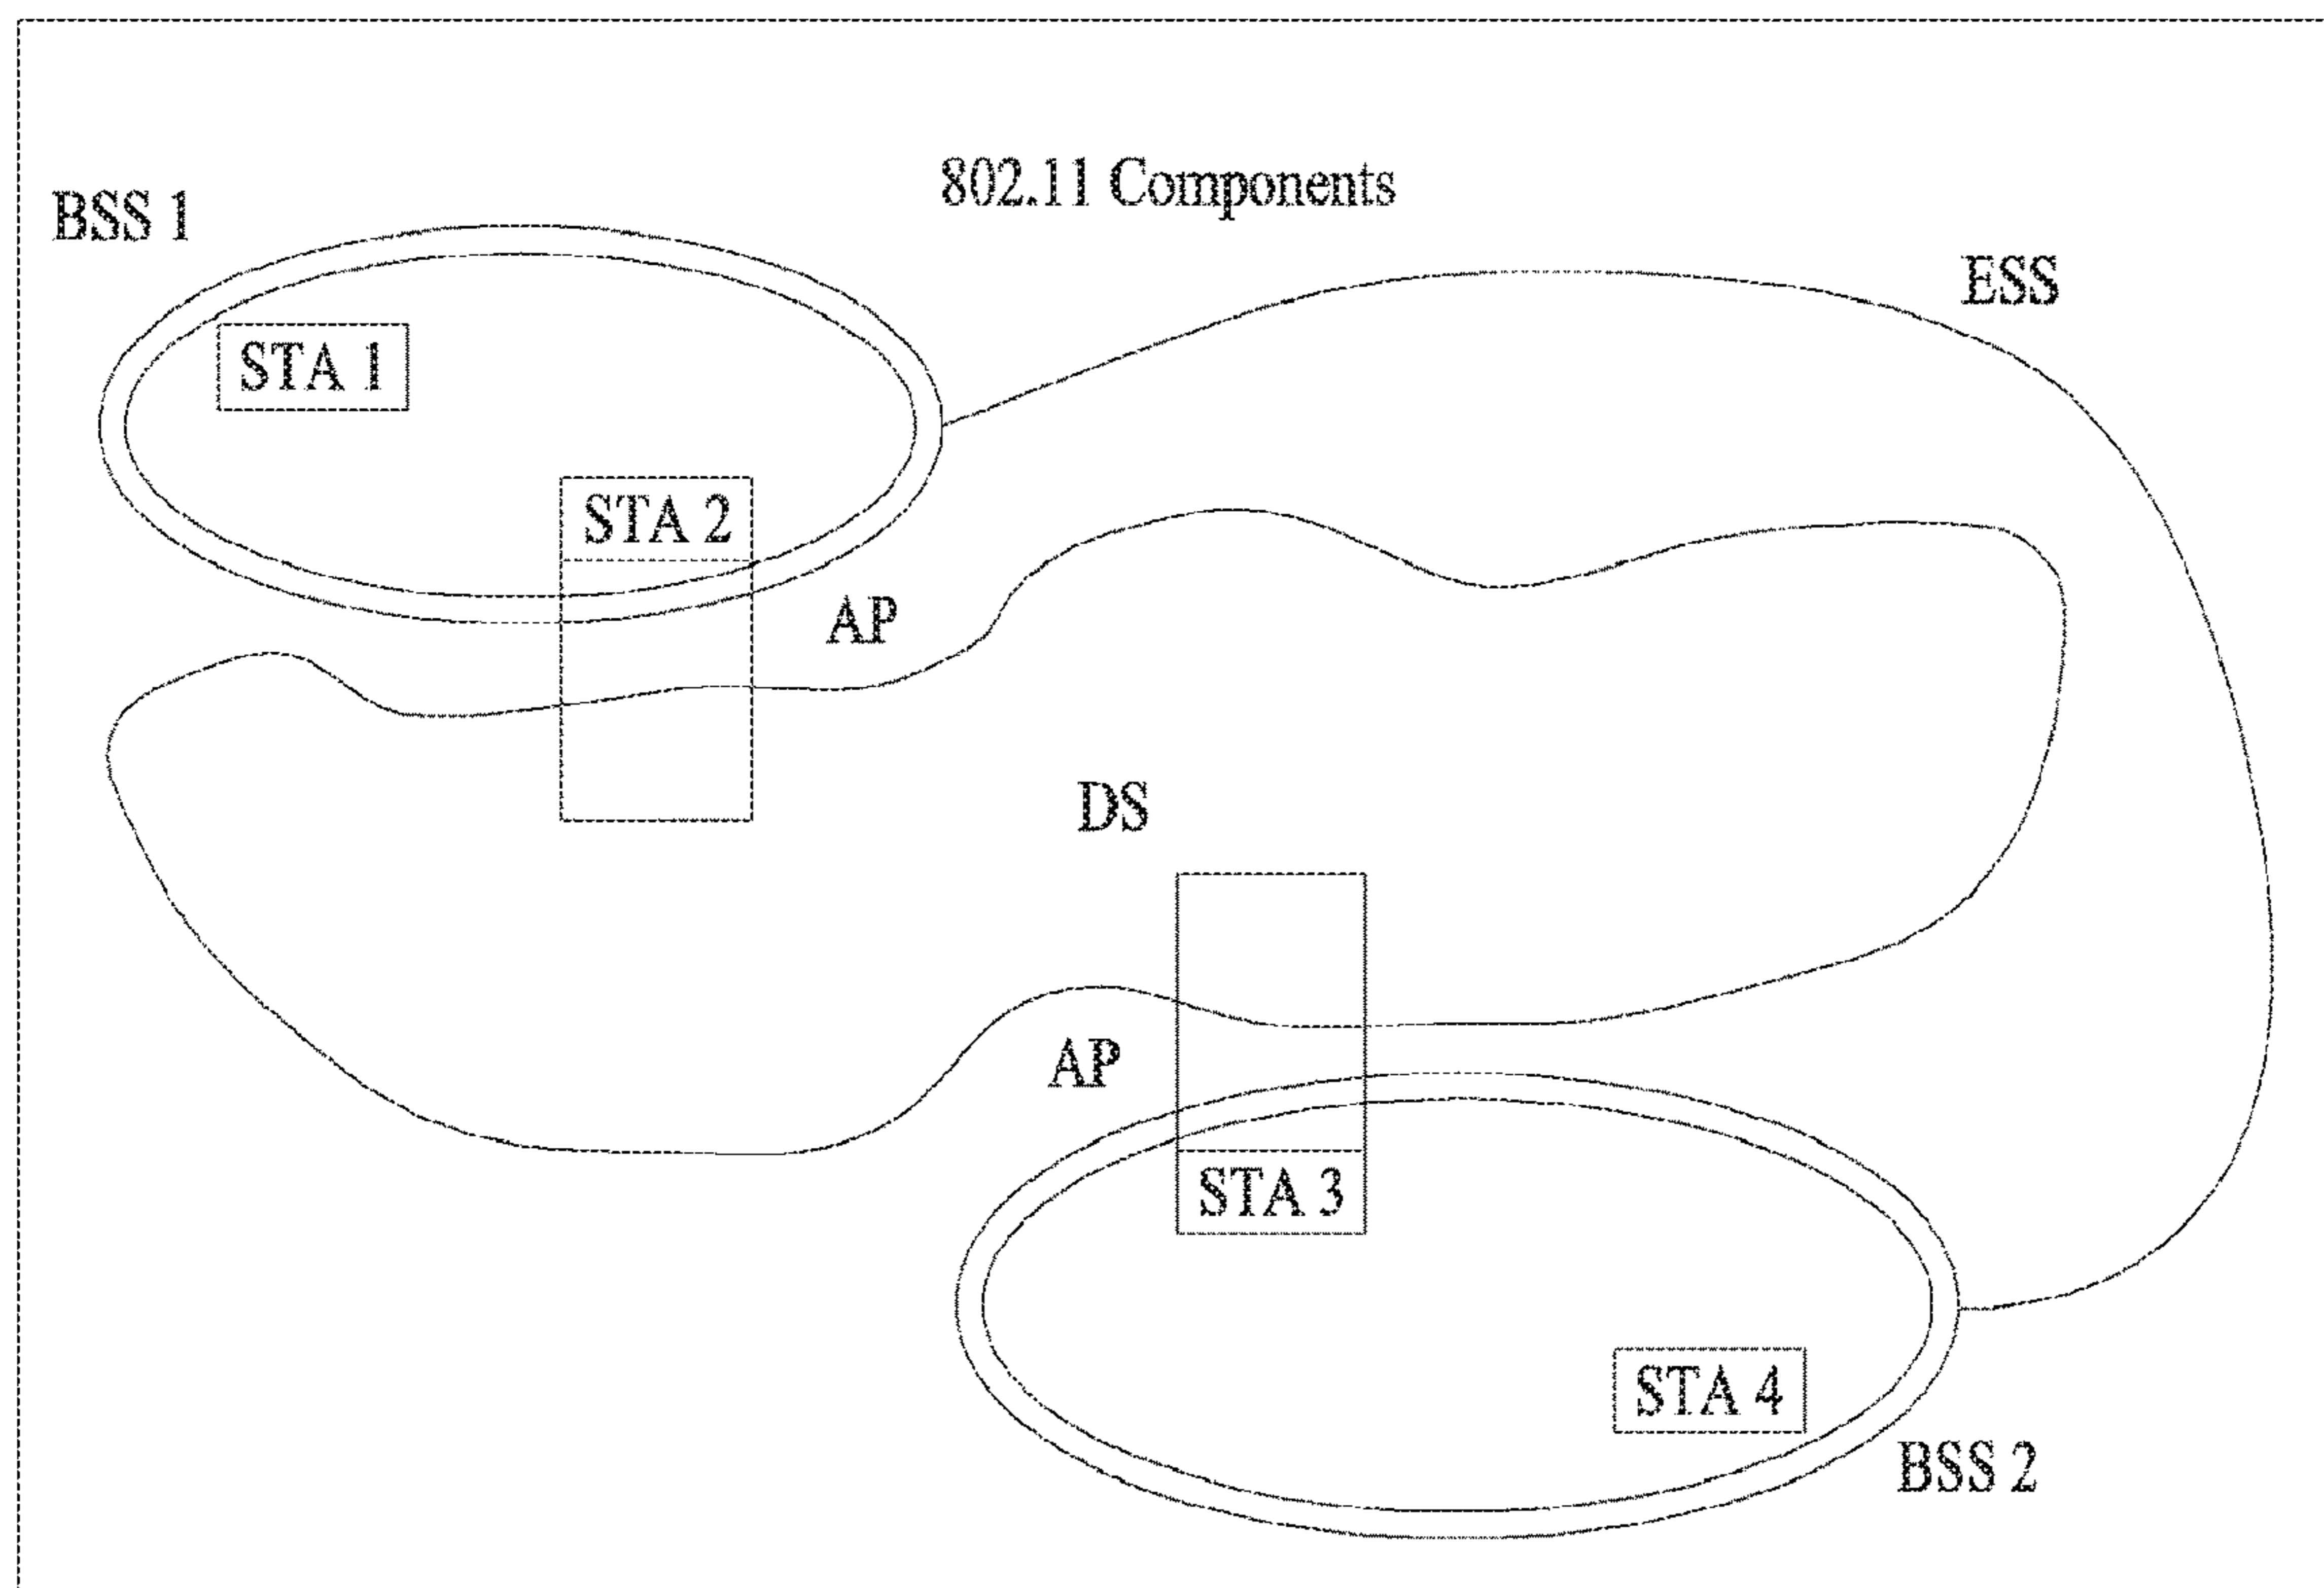 802.11 Components
BSS 1
ESS
STA 1
STA 2
AP
DS
AP
STA 3
STA 4
BSS 2